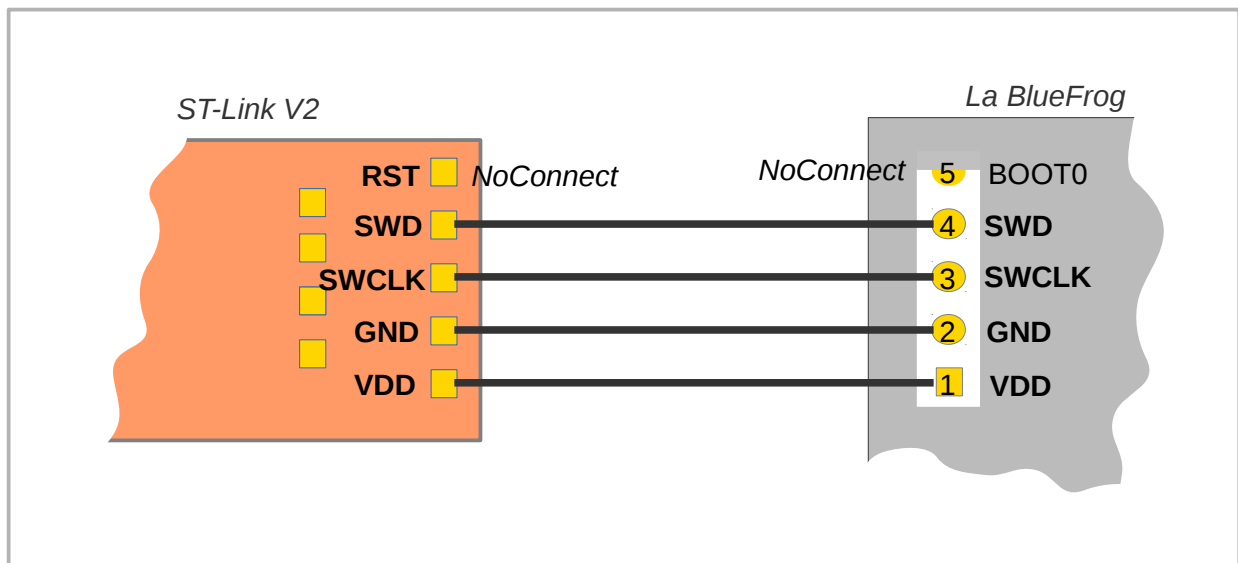 ST-Link V2
La BlueFrog
RST NoConnect
NoConnect 5 BOOT0
SWD
4 SWD
SWCLK
3 SWCLK
GND
2 GND
VDD
1 VDD